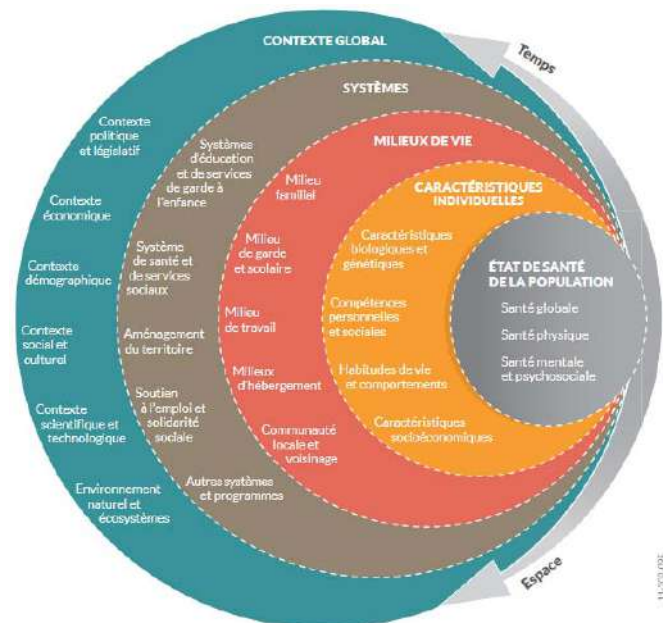 CONTEXTE GLOBAL
Contexte
politique
et législatif
Contexte
économique
Contexte
démographique
Contexte
social et
culturel
Contexte
scientifique et
technologique
Environnement
naturel et
écosystèmes
SYSTÈMES
Systèmes
d'éducation
et de services
de garde à
l'enfance
Système
de santé et
de services
sociaux
Aménagement
du territoire
Soutien
à l'emploi et
solidarité
sociale
Autres systèmes
et programmes
MILIEUX DE VIE
Milieu
familial
Milieu
de garde
et scolaire
Milieu
de travail
Milieux
d'hébergement
Communauté
locale et
voisinage
CARACTÉRISTIQUES
INDIVIDUELLES
Caractéristiques
biologiques et
génétiques
Compétences
personnelles
et sociales
Habitudes de vie
et comportements
Caractéristiques
socioéconomiques
ÉTAT DE SANTÉ
DE LA POPULATION
Santé globale
Santé physique
Santé mentale
et psychosociale
Temps
Espace